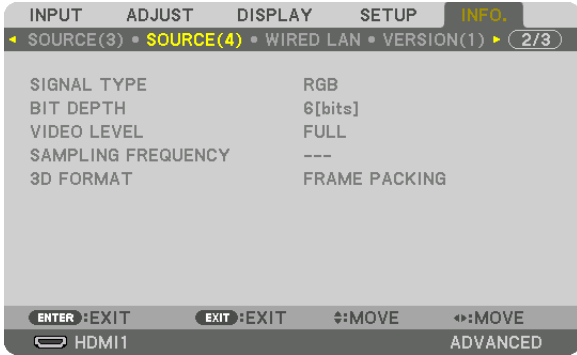 INPUT ADJUST DISPLAY SETUP INFO.
◄ SOURCE(3) • SOURCE(4) • WIRED LAN • VERSION(1) ► 2/3
SIGNAL TYPE RGB
BIT DEPTH 6[bits]
VIDEO LEVEL FULL
SAMPLING FREQUENCY ---
3D FORMAT FRAME PACKING
ENTER :EXIT EXIT :EXIT ▲▼:MOVE ◄►:MOVE
HDMI1 ADVANCED